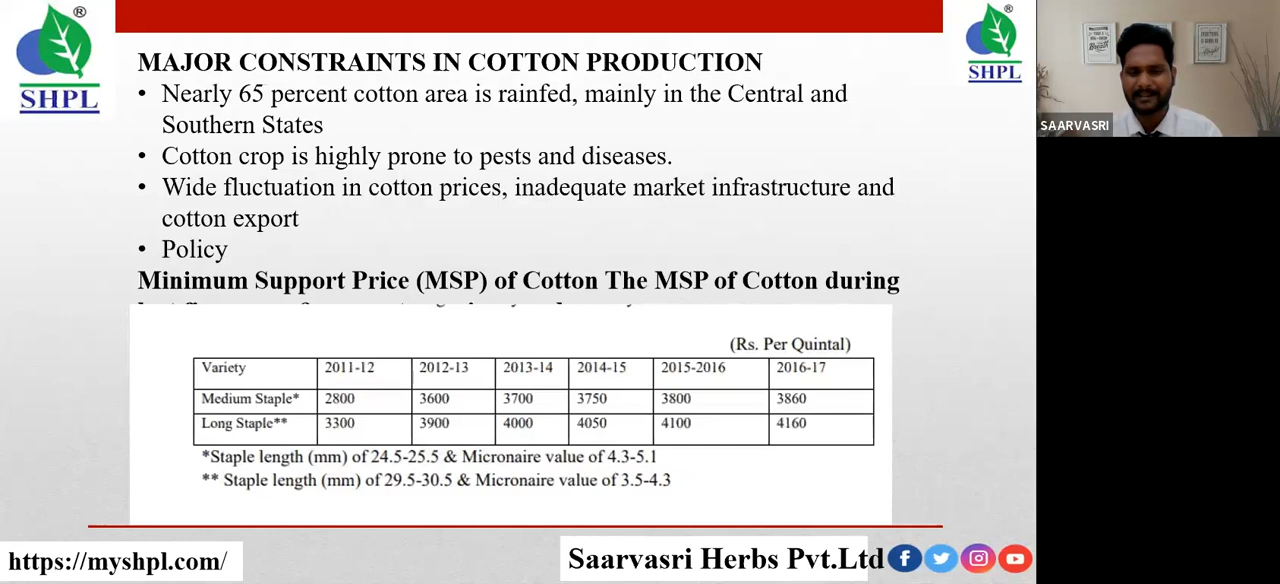 ®
SHPL
MAJOR CONSTRAINTS IN COTTON PRODUCTION
• Nearly 65 percent cotton area is rainfed, mainly in the Central and
Southern States
• Cotton crop is highly prone to pests and diseases.
• Wide fluctuation in cotton prices, inadequate market infrastructure and
cotton export
• Policy
Minimum Support Price (MSP) of Cotton The MSP of Cotton during
(Rs. Per Quintal)
Variety 2011-12 2012-13 2013-14 2014-15 2015-2016 2016-17
Medium Staple* 2800 3600 3700 3750 3800 3860
Long Staple** 3300 3900 4000 4050 4100 4160
*Staple length (mm) of 24.5-25.5 & Micronaire value of 4.3-5.1
** Staple length (mm) of 29.5-30.5 & Micronaire value of 3.5-4.3
https://myshpl.com/
Saarvasri Herbs Pvt.Ltd
®
SHPL
SAARVASRI